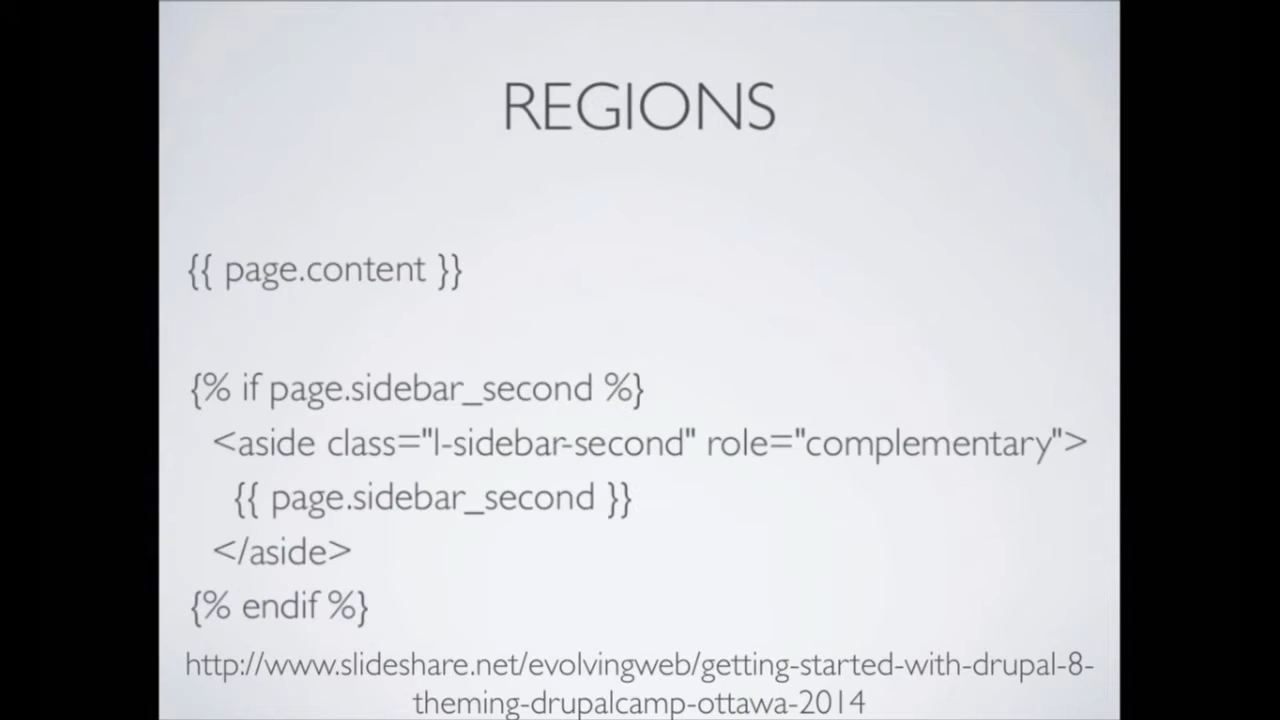 REGIONS
{{ page.content }}
{% if page.sidebar_second %}
<aside class="l-sidebar-second" role="complementary">
{{ page.sidebar_second }}
</aside>
{% endif %}
http://www.slideshare.net/evolvingweb/getting-started-with-drupal-8-
theming-drupalcamp-ottawa-2014